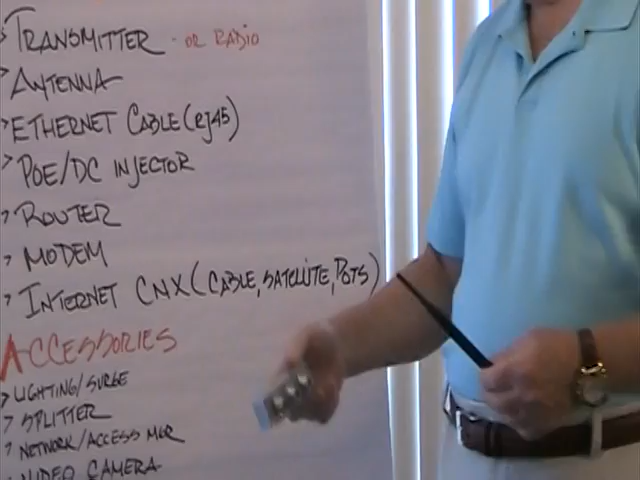 TRANSMITTER - OR RADIO
ANTENNA
ETHERNET CABLE (RJ45)
POE/DC INJECTOR
ROUTER
MODEM
INTERNET CNX (CABLE, SATELLITE, POTS)
ACCESSORIES
LIGHTING/SURGE
SPLITTER
NETWORK/ACCESS MGR
VIDEO CAMERA